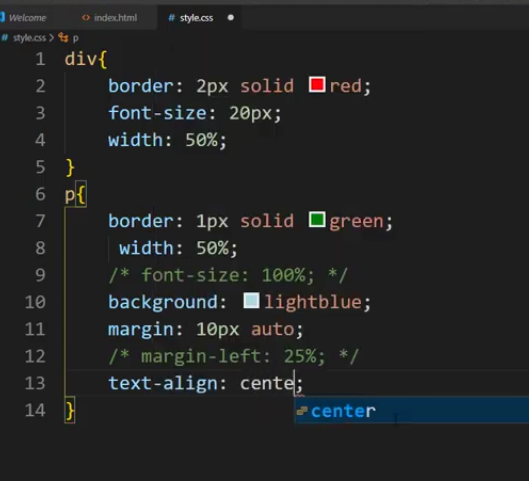 Welcome index.html # style.css
# style.css > p
1 div{
2 border: 2px solid red;
3 font-size: 20px;
4 width: 50%;
5 }
6 p{
7 border: 1px solid green;
8 width: 50%;
9 /* font-size: 100%; */
10 background: lightblue;
11 margin: 10px auto;
12 /* margin-left: 25%; */
13 text-align: cente;
center
14 }